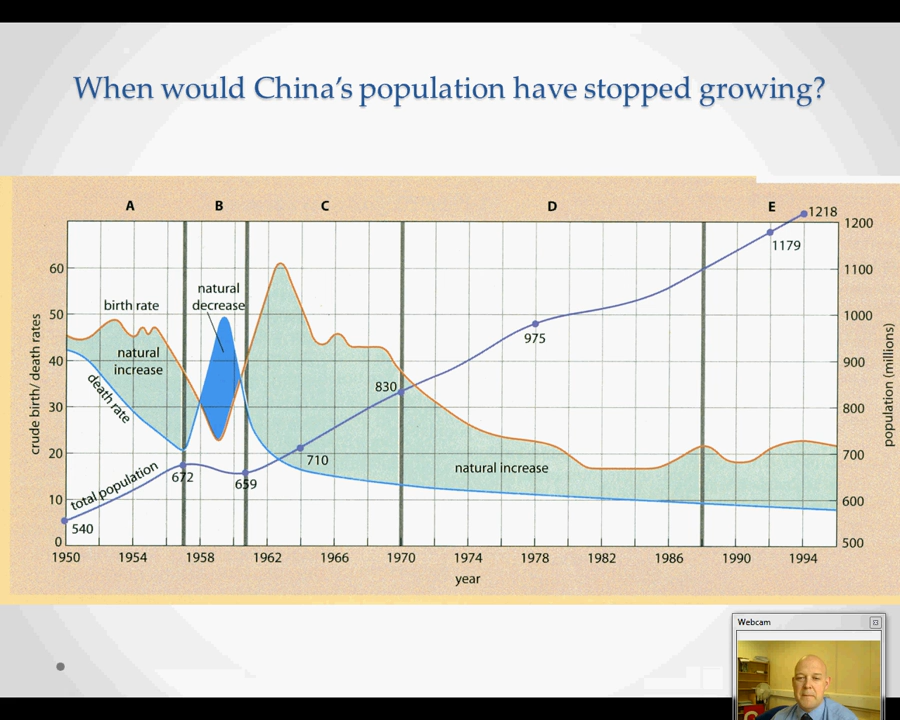 When would China's population have stopped growing?
A B C D E
1218
1200
1179
60
natural
decrease
birth rate
1100
50
1000
975
natural
increase
40
900
death rate
830
30
800
crude birth/ death rates
population (millions)
20
710
700
natural increase
total population
672
659
10
600
540
0
500
1950 1954 1958 1962 1966 1970 1974 1978 1982 1986 1990 1994
year
Webcam